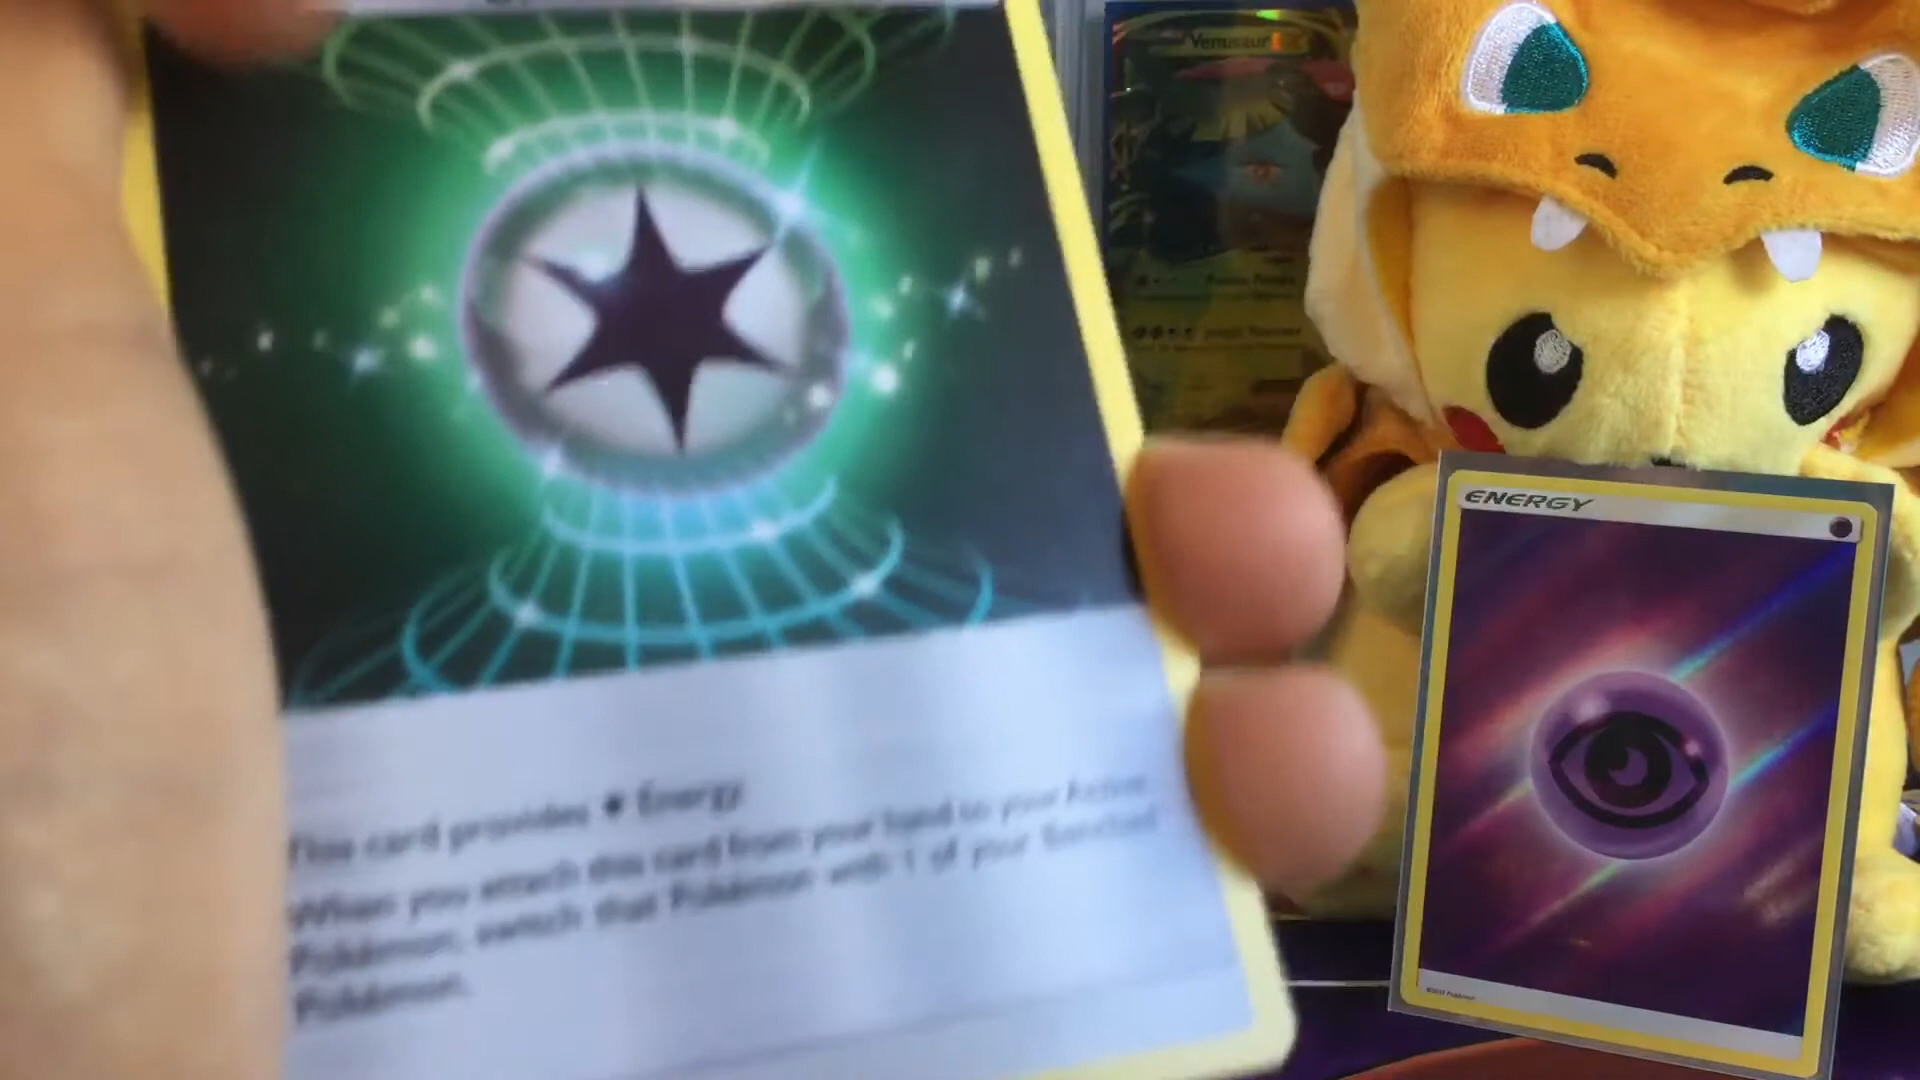 This card provides Energy.
When you attach this card from your hand to your Active
Pokémon, switch that Pokémon with 1 of your Benched
Pokémon.
Venusaur EX
ENERGY